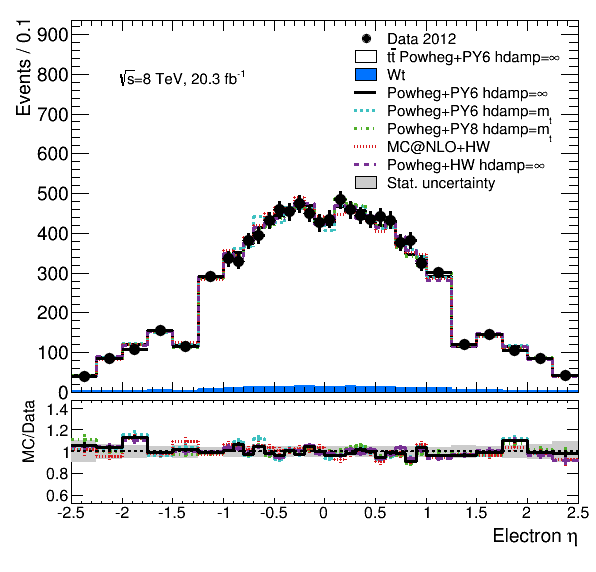 Events / 0.1
900
800
700
600
500
400
300
200
100
0
√s=8 TeV, 20.3 fb⁻¹
Data 2012
tt̄ Powheg+PY6 hdamp=∞
Wt
Powheg+PY6 hdamp=∞
Powheg+PY6 hdamp=mₜ
Powheg+PY8 hdamp=mₜ
MC@NLO+HW
Powheg+HW hdamp=∞
Stat. uncertainty
MC/Data
1.4
1.2
1
0.8
0.6
-2.5 -2 -1.5 -1 -0.5 0 0.5 1 1.5 2 2.5
Electron η